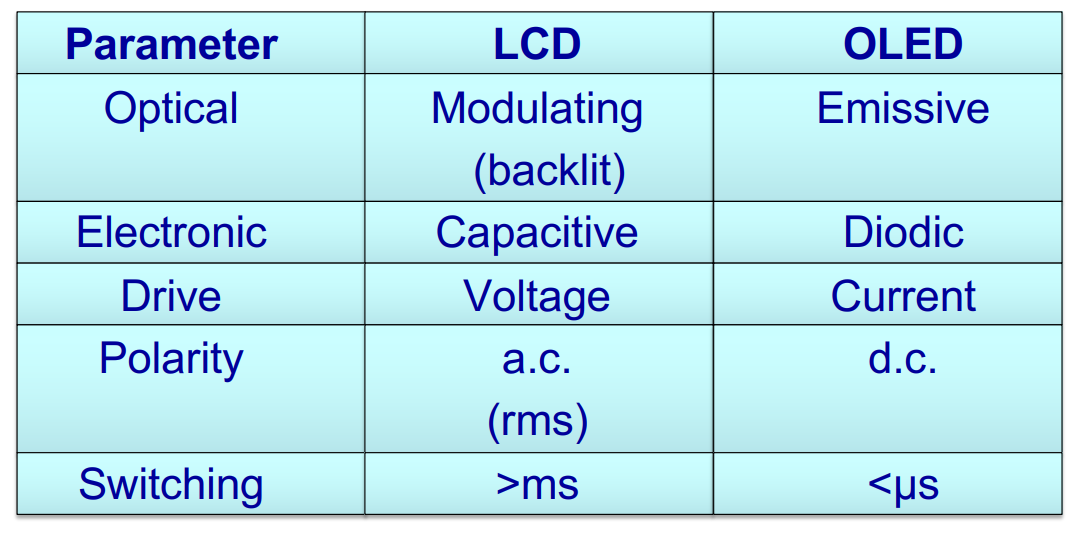 Parameter LCD OLED
Optical Modulating Emissive
(backlit)
Electronic Capacitive Diodic
Drive Voltage Current
Polarity a.c. d.c.
(rms)
Switching >ms <µs